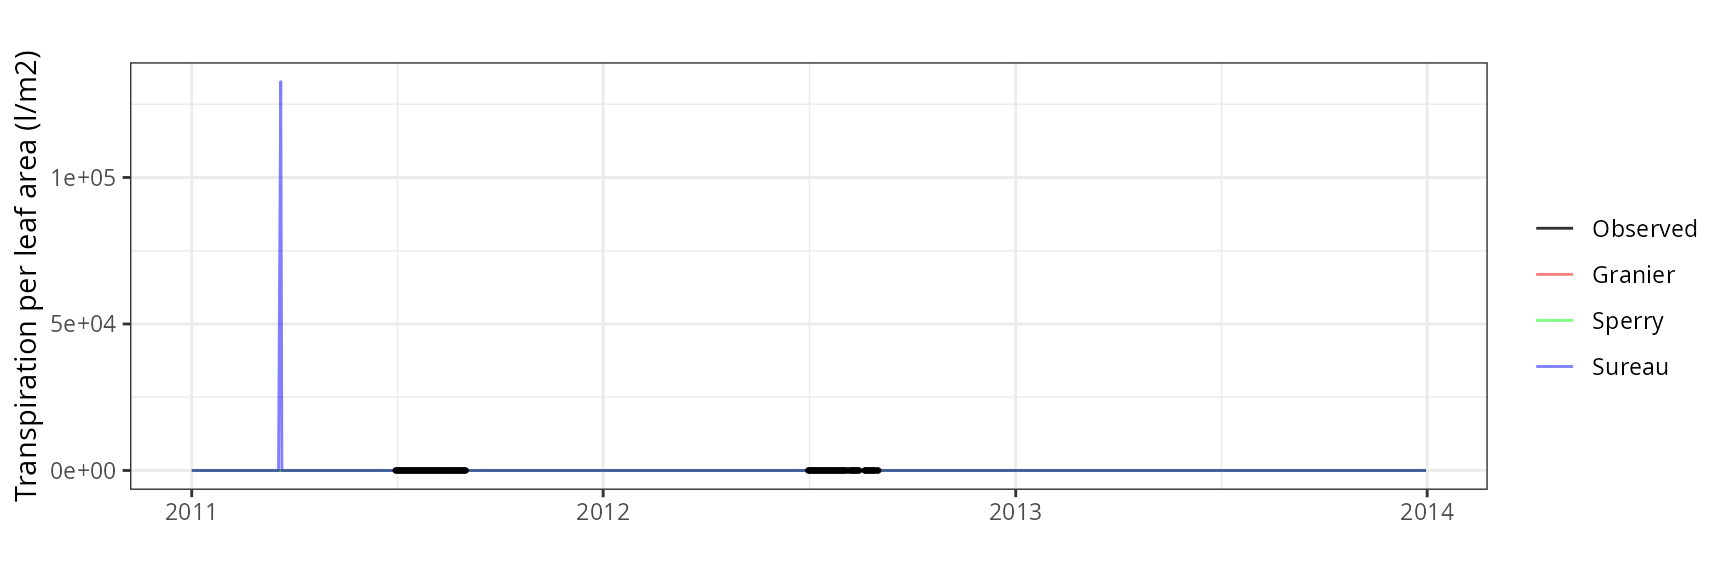 Transpiration per leaf area (l/m2)
1e+05
5e+04
0e+00
2011
2012
2013
2014
Observed
Granier
Sperry
Sureau